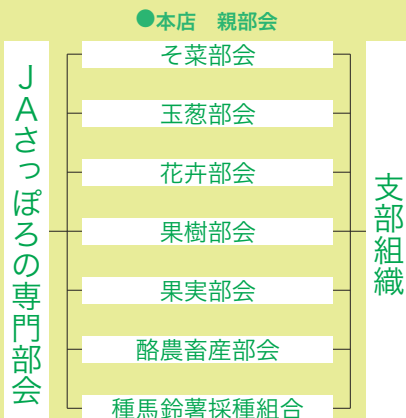 ●本店　親部会
JAさっぽろの専門部会
そ菜部会
玉葱部会
花卉部会
果樹部会
果実部会
酪農畜産部会
種馬鈴薯採種組合
支部組織